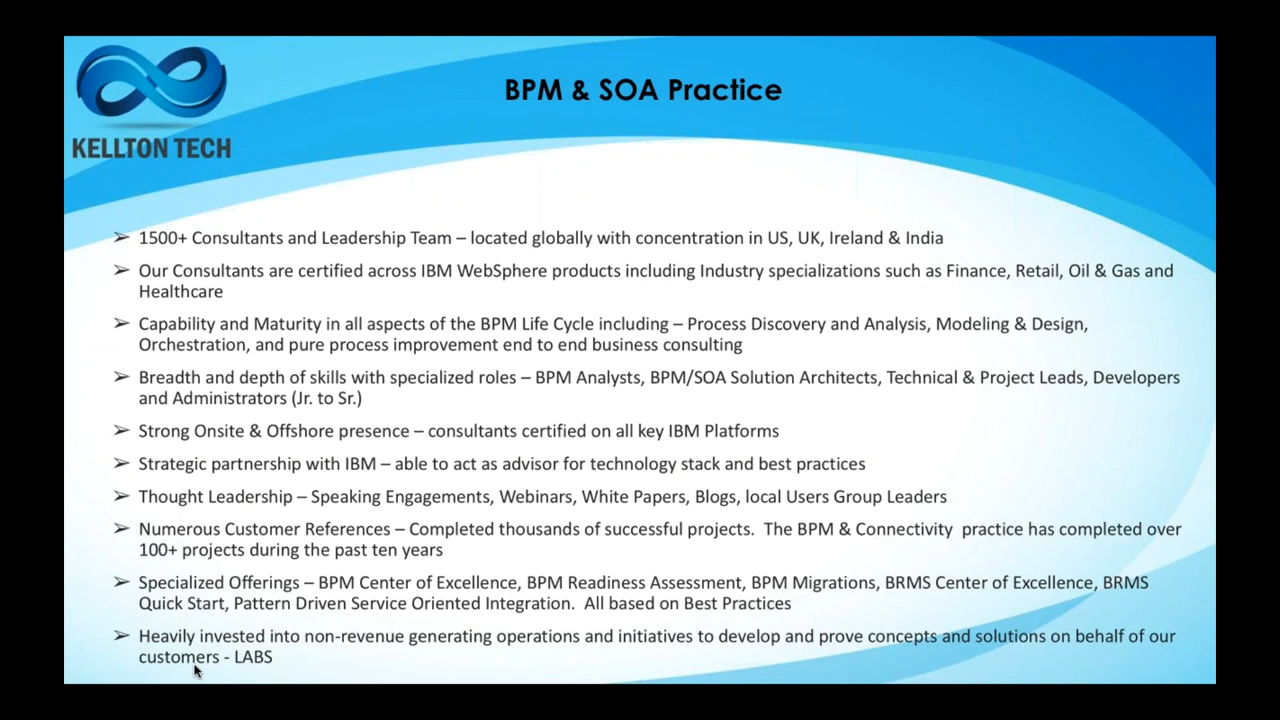 BPM & SOA Practice
KELLTON TECH
➢ 1500+ Consultants and Leadership Team – located globally with concentration in US, UK, Ireland & India
➢ Our Consultants are certified across IBM WebSphere products including Industry specializations such as Finance, Retail, Oil & Gas and
Healthcare
➢ Capability and Maturity in all aspects of the BPM Life Cycle including – Process Discovery and Analysis, Modeling & Design,
Orchestration, and pure process improvement end to end business consulting
➢ Breadth and depth of skills with specialized roles – BPM Analysts, BPM/SOA Solution Architects, Technical & Project Leads, Developers
and Administrators (Jr. to Sr.)
➢ Strong Onsite & Offshore presence – consultants certified on all key IBM Platforms
➢ Strategic partnership with IBM – able to act as advisor for technology stack and best practices
➢ Thought Leadership – Speaking Engagements, Webinars, White Papers, Blogs, local Users Group Leaders
➢ Numerous Customer References – Completed thousands of successful projects.  The BPM & Connectivity  practice has completed over
100+ projects during the past ten years
➢ Specialized Offerings – BPM Center of Excellence, BPM Readiness Assessment, BPM Migrations, BRMS Center of Excellence, BRMS
Quick Start, Pattern Driven Service Oriented Integration.  All based on Best Practices
➢ Heavily invested into non-revenue generating operations and initiatives to develop and prove concepts and solutions on behalf of our
customers - LABS